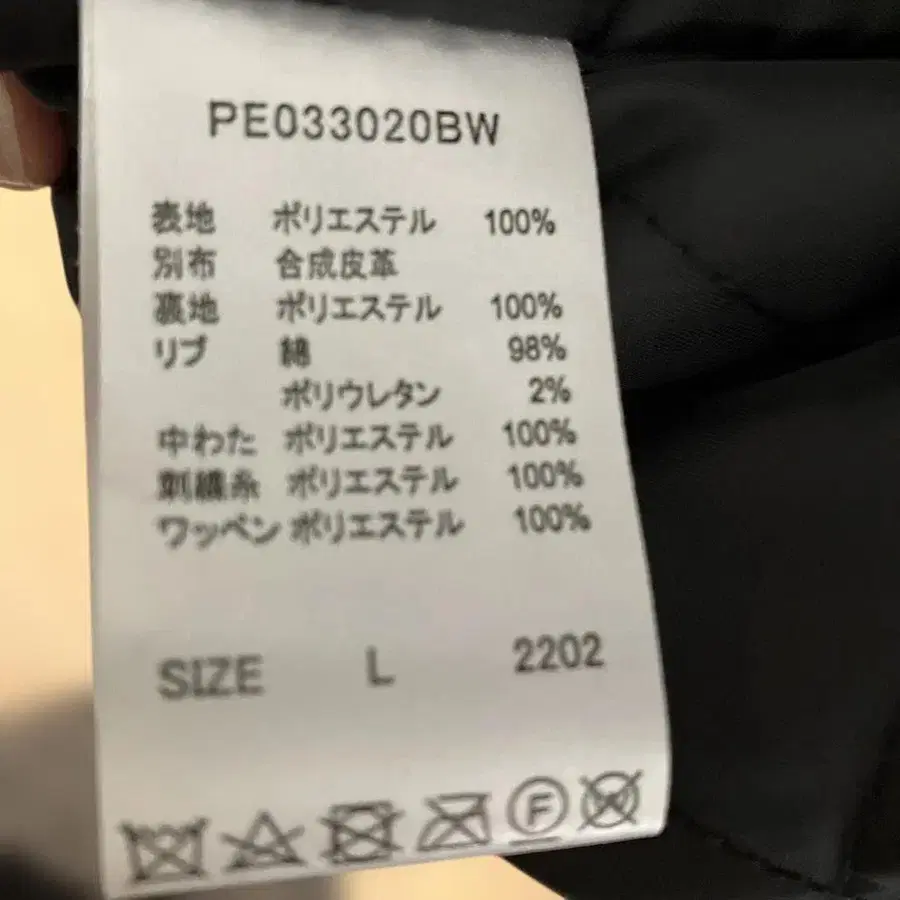 PE033020BW
表地 ポリエステル 100%
別布 合成皮革
裏地 ポリエステル 100%
リブ 綿 98%
ポリウレタン 2%
中わた ポリエステル 100%
刺繍糸 ポリエステル 100%
ワッペン ポリエステル 100%
SIZE L 2202
F W